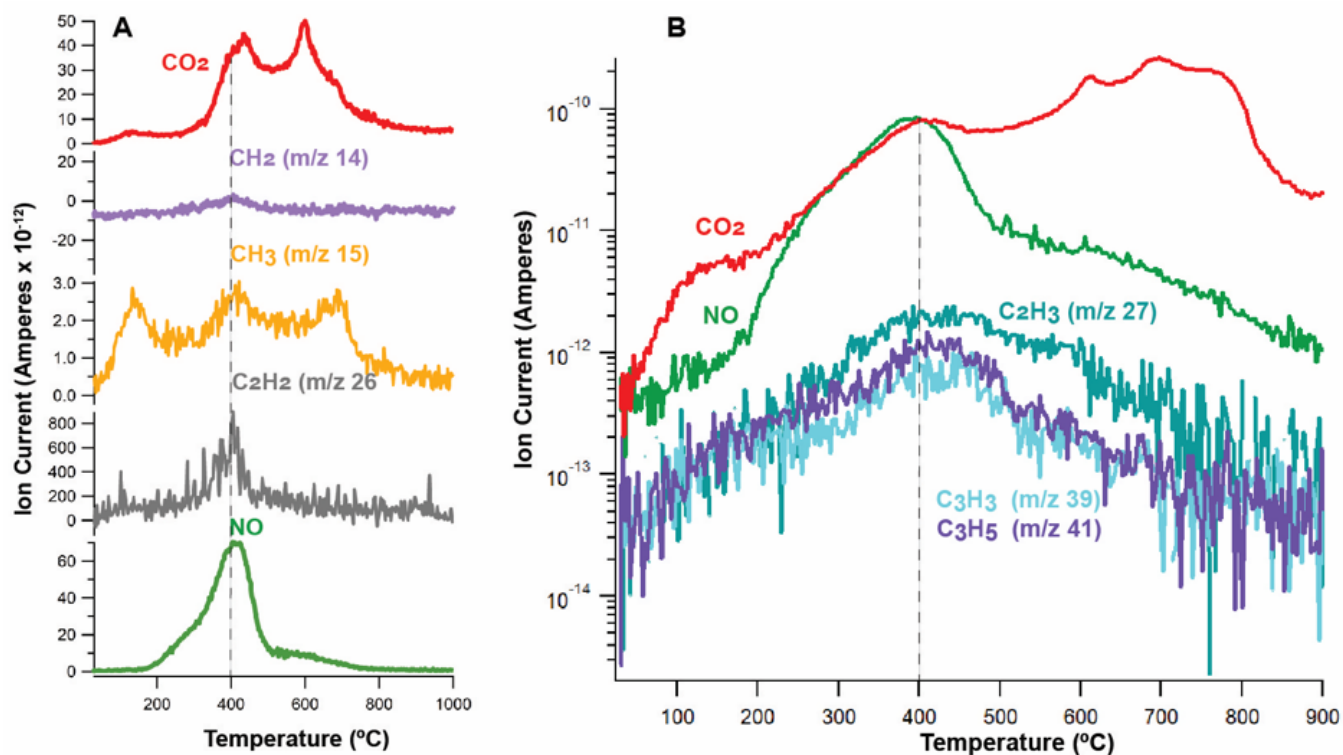 A
CO2
50
40
30
20
10
0
CH2 (m/z 14)
20
0
-20
CH3 (m/z 15)
3.0
2.0
1.0
0.0
C2H2 (m/z 26
800
600
400
200
0
NO
60
40
20
0
200 400 600 800 1000
Temperature (ºC)
Ion Current (Amperes x 10-12)
B
10-10
10-11
10-12
10-13
10-14
CO2
NO
C2H3 (m/z 27)
C3H3 (m/z 39)
C3H5 (m/z 41)
100 200 300 400 500 600 700 800 900
Temperature (ºC)
Ion Current (Amperes)